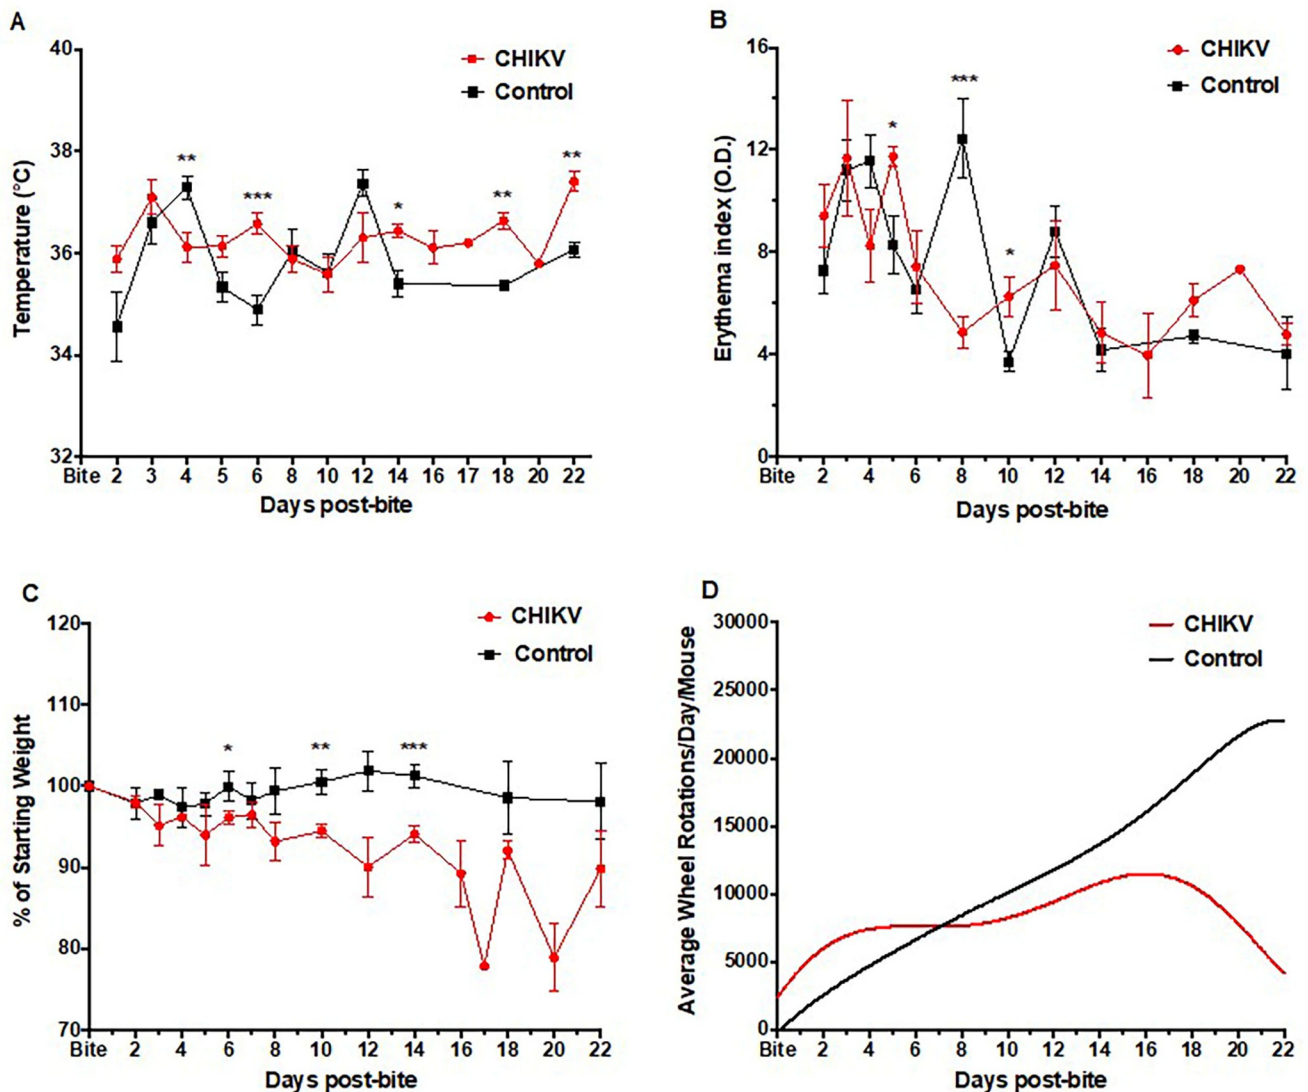 A
40
38
36
34
32
Temperature (°C)
CHIKV
Control
**
***
*
**
**
Bite 2 3 4 5 6 8 10 12 14 16 17 18 20 22
Days post-bite
B
16
12
8
4
0
Erythema index (O.D.)
CHIKV
Control
*
***
*
Bite 2 4 6 8 10 12 14 16 18 20 22
Days post-bite
C
120
110
100
90
80
70
% of Starting Weight
CHIKV
Control
*
**
***
Bite 2 4 6 8 10 12 14 16 18 20 22
Days post-bite
D
30000
25000
20000
15000
10000
5000
0
Average Wheel Rotations/Day/Mouse
CHIKV
Control
Bite 2 4 6 8 10 12 14 16 18 20 22
Days post-bite